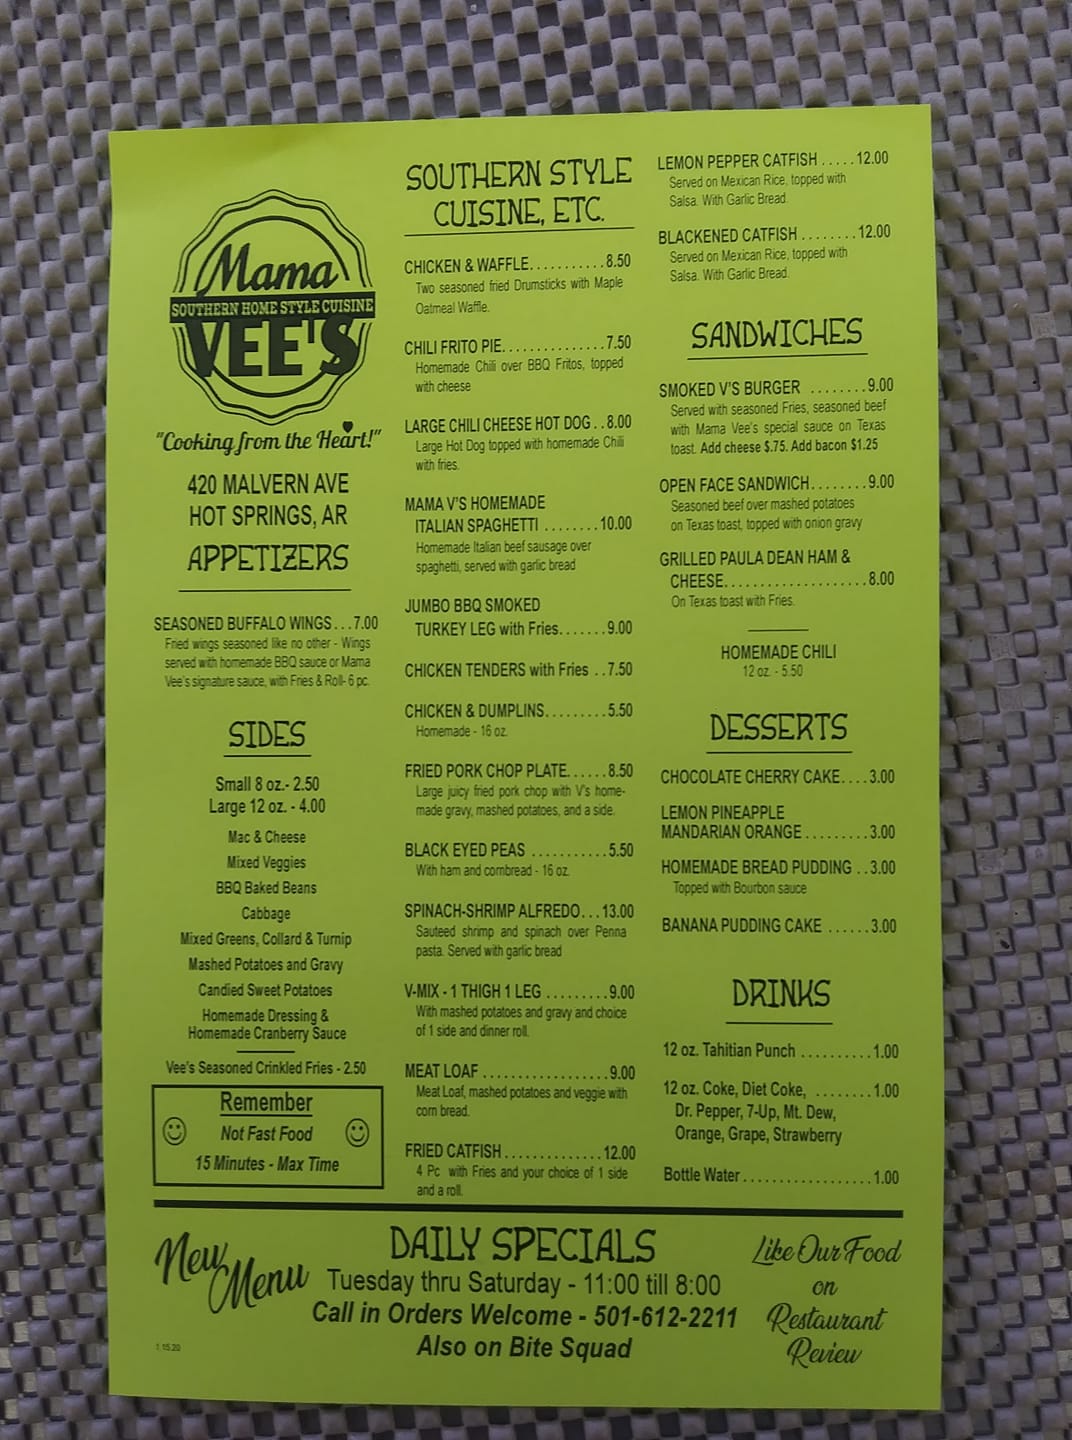 Mama
SOUTHERN HOME STYLE CUISINE
VEE'S
"Cooking from the Heart!"
420 MALVERN AVE
HOT SPRINGS, AR
APPETIZERS
SEASONED BUFFALO WINGS...7.00
Fried wings seasoned like no other - Wings
served with homemade BBQ sauce or Mama
Vee's signature sauce, with Fries & Roll- 6 pc.
SIDES
Small 8 oz.- 2.50
Large 12 oz. - 4.00
Mac & Cheese
Mixed Veggies
BBQ Baked Beans
Cabbage
Mixed Greens, Collard & Turnip
Mashed Potatoes and Gravy
Candied Sweet Potatoes
Homemade Dressing &
Homemade Cranberry Sauce
Vee's Seasoned Crinkled Fries - 2.50
Remember
Not Fast Food
15 Minutes - Max Time
SOUTHERN STYLE
CUISINE, ETC.
CHICKEN & WAFFLE...........8.50
Two seasoned fried Drumsticks with Maple
Oatmeal Waffle.
CHILI FRITO PIE..............7.50
Homemade Chili over BBQ Fritos, topped
with cheese
LARGE CHILI CHEESE HOT DOG..8.00
Large Hot Dog topped with homemade Chili
with fries.
MAMA V'S HOMEMADE
ITALIAN SPAGHETTI ........10.00
Homemade Italian beef sausage over
spaghetti, served with garlic bread
JUMBO BBQ SMOKED
TURKEY LEG with Fries.......9.00
CHICKEN TENDERS with Fries ..7.50
CHICKEN & DUMPLINS.........5.50
Homemade - 16 oz.
FRIED PORK CHOP PLATE......8.50
Large juicy fried pork chop with V's home-
made gravy, mashed potatoes, and a side.
BLACK EYED PEAS ...........5.50
With ham and cornbread - 16 oz.
SPINACH-SHRIMP ALFREDO...13.00
Sauteed shrimp and spinach over Penna
pasta. Served with garlic bread
V-MIX - 1 THIGH 1 LEG .........9.00
With mashed potatoes and gravy and choice
of 1 side and dinner roll.
MEAT LOAF ..................9.00
Meat Loaf, mashed potatoes and veggie with
corn bread.
FRIED CATFISH..............12.00
4 Pc with Fries and your choice of 1 side
and a roll.
LEMON PEPPER CATFISH .....12.00
Served on Mexican Rice, topped with
Salsa. With Garlic Bread.
BLACKENED CATFISH ........12.00
Served on Mexican Rice, topped with
Salsa. With Garlic Bread.
SANDWICHES
SMOKED V'S BURGER ........9.00
Served with seasoned Fries, seasoned beef
with Mama Vee's special sauce on Texas
toast. Add cheese $.75. Add bacon $1.25
OPEN FACE SANDWICH........9.00
Seasoned beef over mashed potatoes
on Texas toast, topped with onion gravy
GRILLED PAULA DEAN HAM &
CHEESE....................8.00
On Texas toast with Fries.
HOMEMADE CHILI
12 oz. - 5.50
DESSERTS
CHOCOLATE CHERRY CAKE....3.00
LEMON PINEAPPLE
MANDARIAN ORANGE .........3.00
HOMEMADE BREAD PUDDING ..3.00
Topped with Bourbon sauce
BANANA PUDDING CAKE ......3.00
DRINKS
12 oz. Tahitian Punch ..........1.00
12 oz. Coke, Diet Coke, ........1.00
Dr. Pepper, 7-Up, Mt. Dew,
Orange, Grape, Strawberry
Bottle Water..................1.00
New
Menu
1.15.20
DAILY SPECIALS
Tuesday thru Saturday - 11:00 till 8:00
Call in Orders Welcome - 501-612-2211
Also on Bite Squad
Like Our Food
on
Restaurant
Review